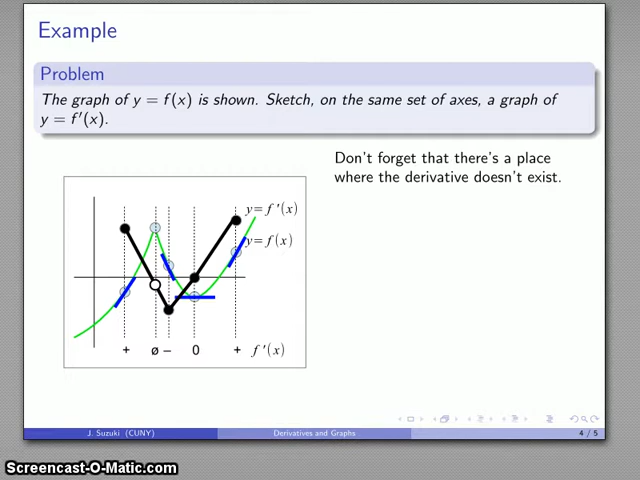 Example
Problem
The graph of y = f(x) is shown. Sketch, on the same set of axes, a graph of
y = f′(x).
Don't forget that there's a place
where the derivative doesn't exist.
y= f '(x)
y= f(x)
+ ø − 0 + f '(x)
J. Suzuki (CUNY) Derivatives and Graphs 4 / 5
Screencast-O-Matic.com